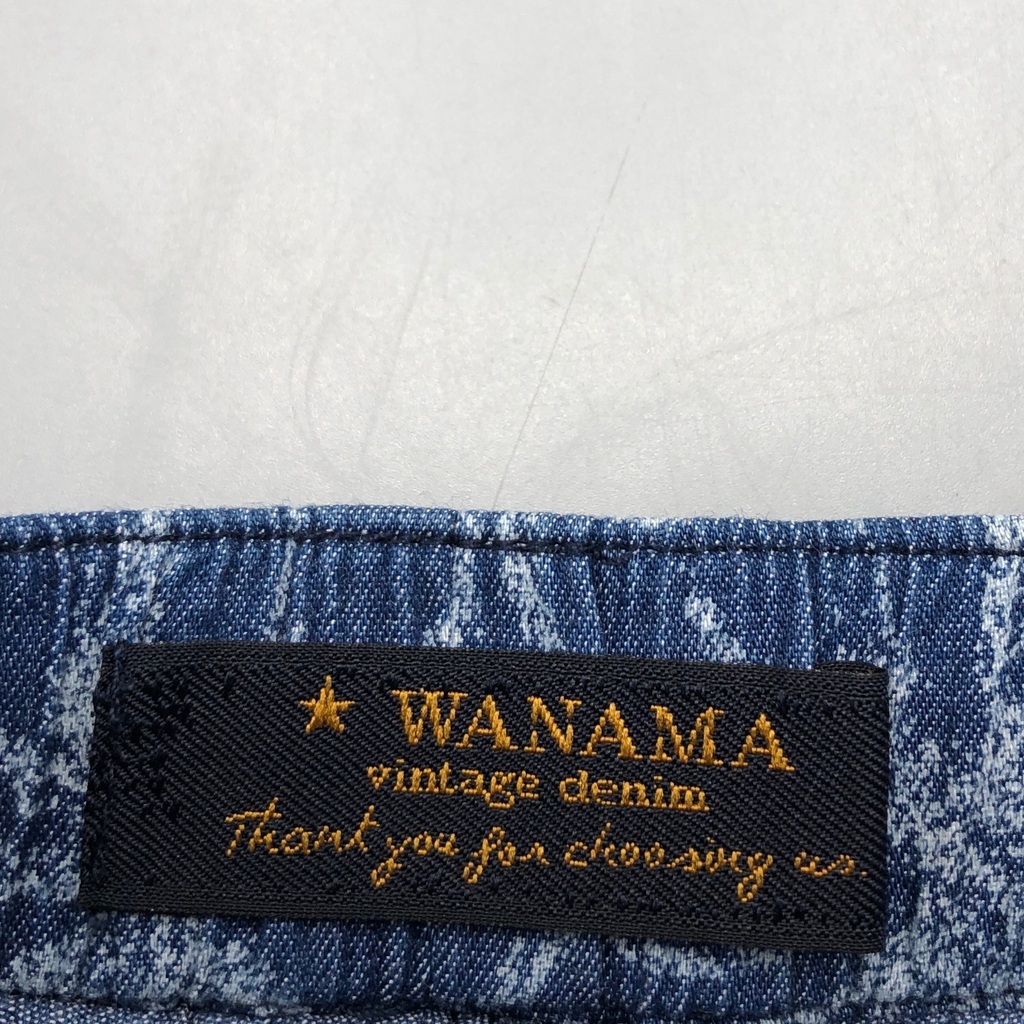 WANAMA
vintage denim
Thank you for choosing us.